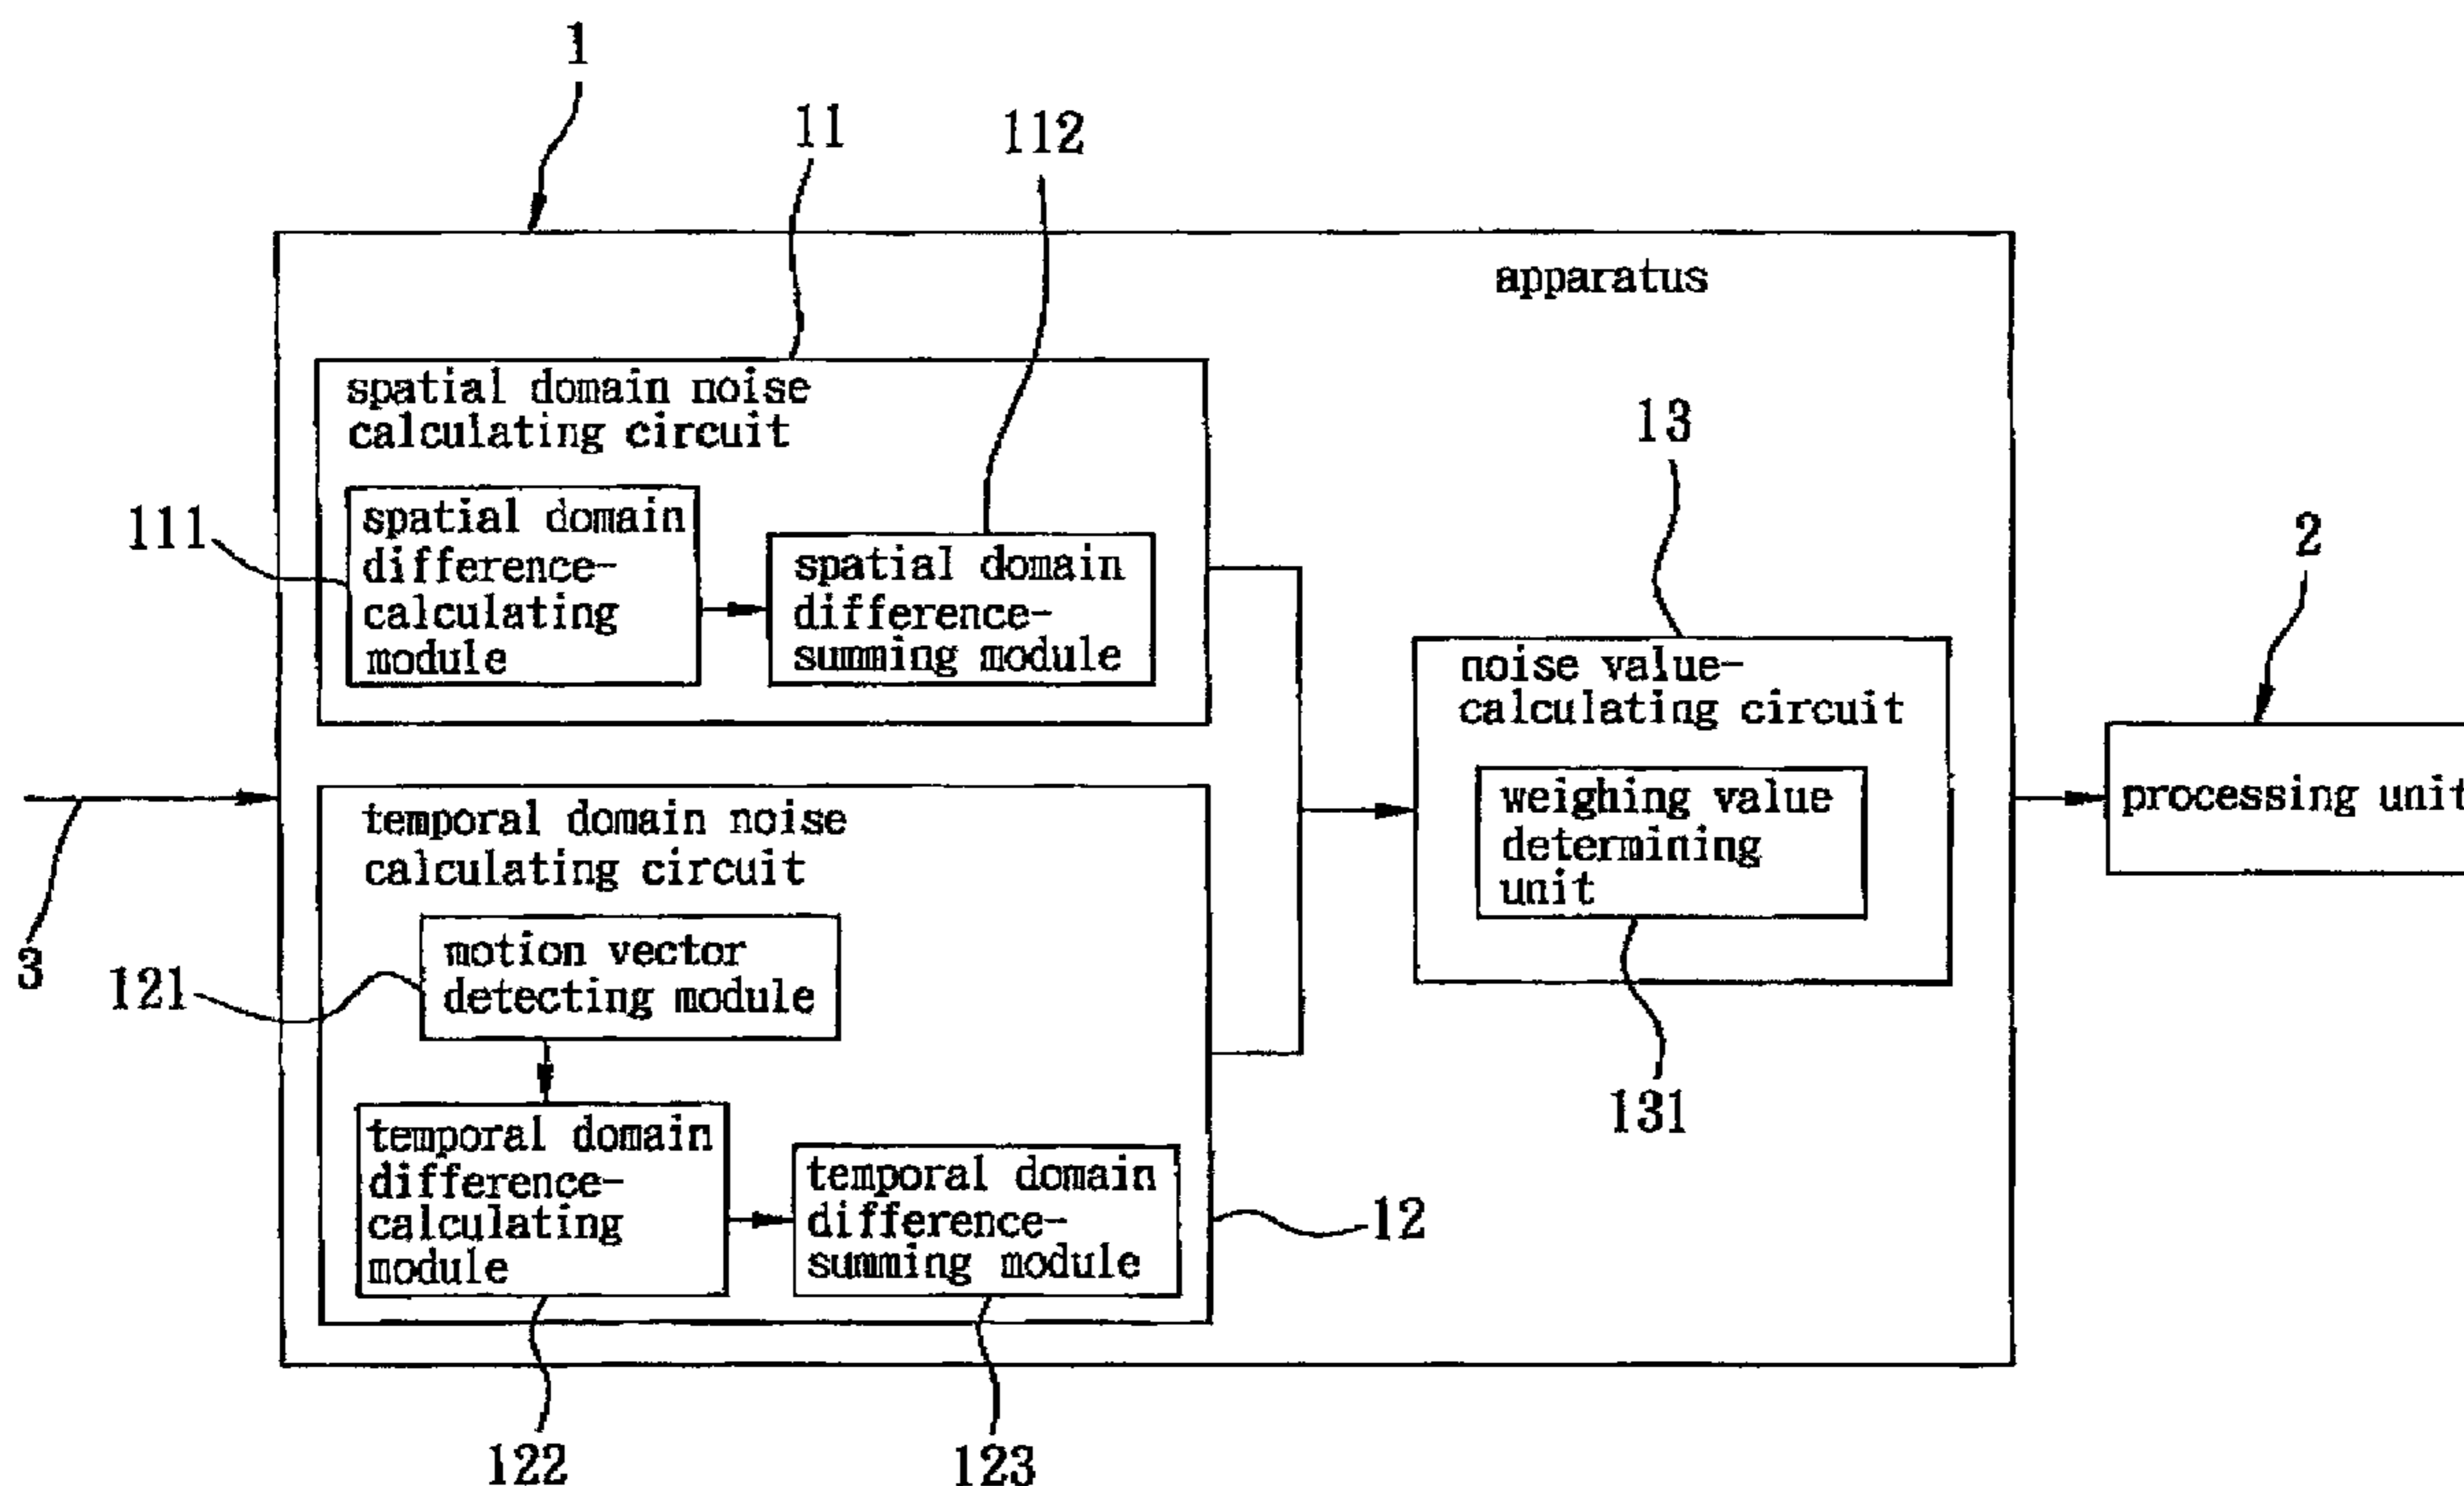 1
11
112
apparatus
spatial domain noise
calculating circuit
13
111
spatial domain
difference-
calculating
module
spatial domain
difference-
summing module
2
noise value-
calculating circuit
weighing value
determining
unit
processing unit
3
temporal domain noise
calculating circuit
121
motion vector
detecting module
131
temporal domain
difference-
calculating
module
temporal domain
difference-
summing module
12
122
123